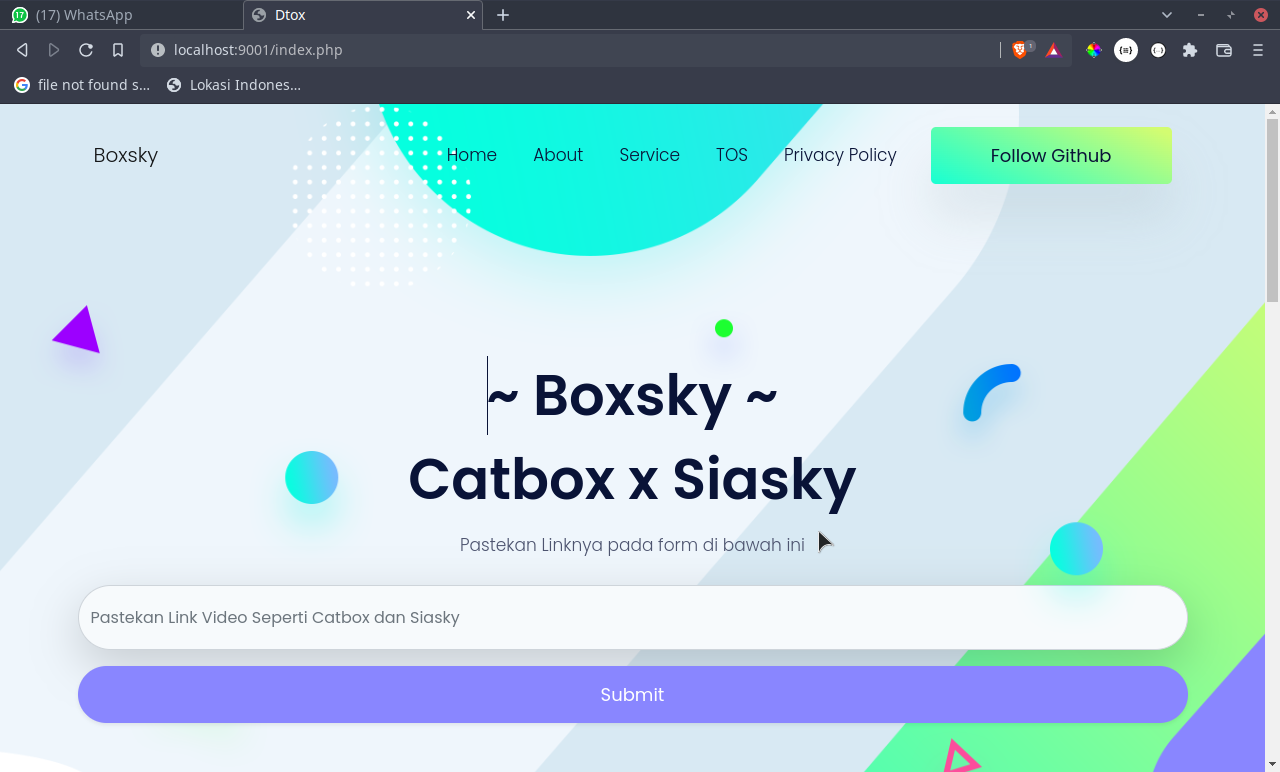 (17) WhatsApp
Dtox
localhost:9001/index.php
file not found s...
Lokasi Indones...
Boxsky
Home About Service TOS Privacy Policy
Follow Github
~ Boxsky ~
Catbox x Siasky
Pastekan Linknya pada form di bawah ini
Pastekan Link Video Seperti Catbox dan Siasky
Submit